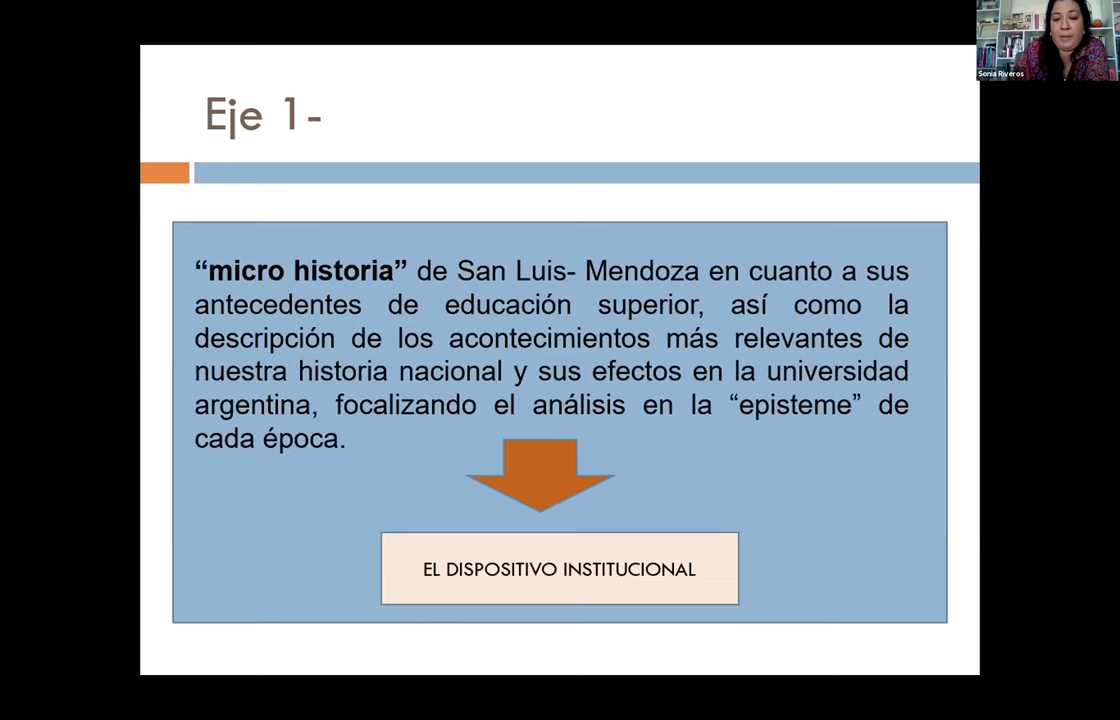 Sonia Riveros
Eje 1-
“micro historia” de San Luis- Mendoza en cuanto a sus
antecedentes de educación superior, así como la
descripción de los acontecimientos más relevantes de
nuestra historia nacional y sus efectos en la universidad
argentina, focalizando el análisis en la “episteme” de
cada época.
EL DISPOSITIVO INSTITUCIONAL